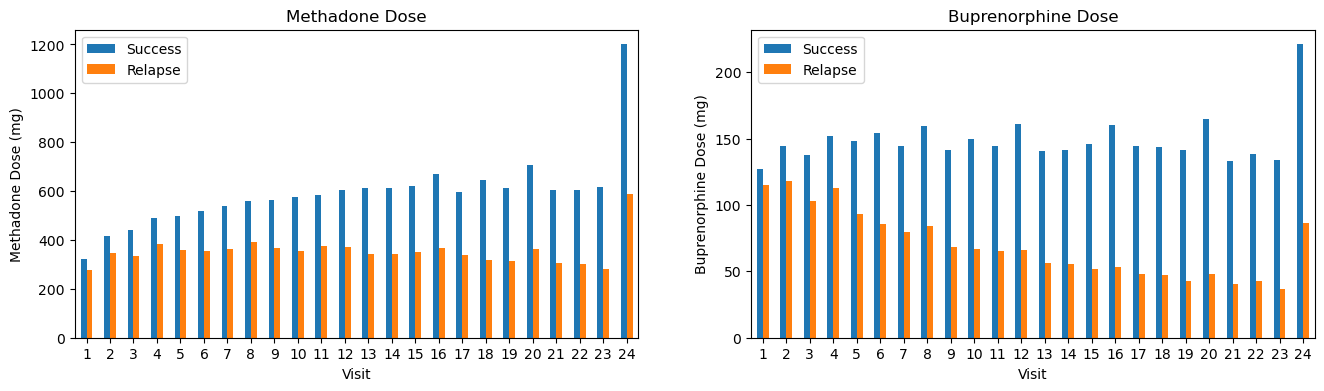 Methadone Dose
Methadone Dose (mg)
1200
1000
800
600
400
200
0
Success
Relapse
1 2 3 4 5 6 7 8 9 10 11 12 13 14 15 16 17 18 19 20 21 22 23 24
Visit
Buprenorphine Dose
Buprenorphine Dose (mg)
200
150
100
50
0
Success
Relapse
1 2 3 4 5 6 7 8 9 10 11 12 13 14 15 16 17 18 19 20 21 22 23 24
Visit